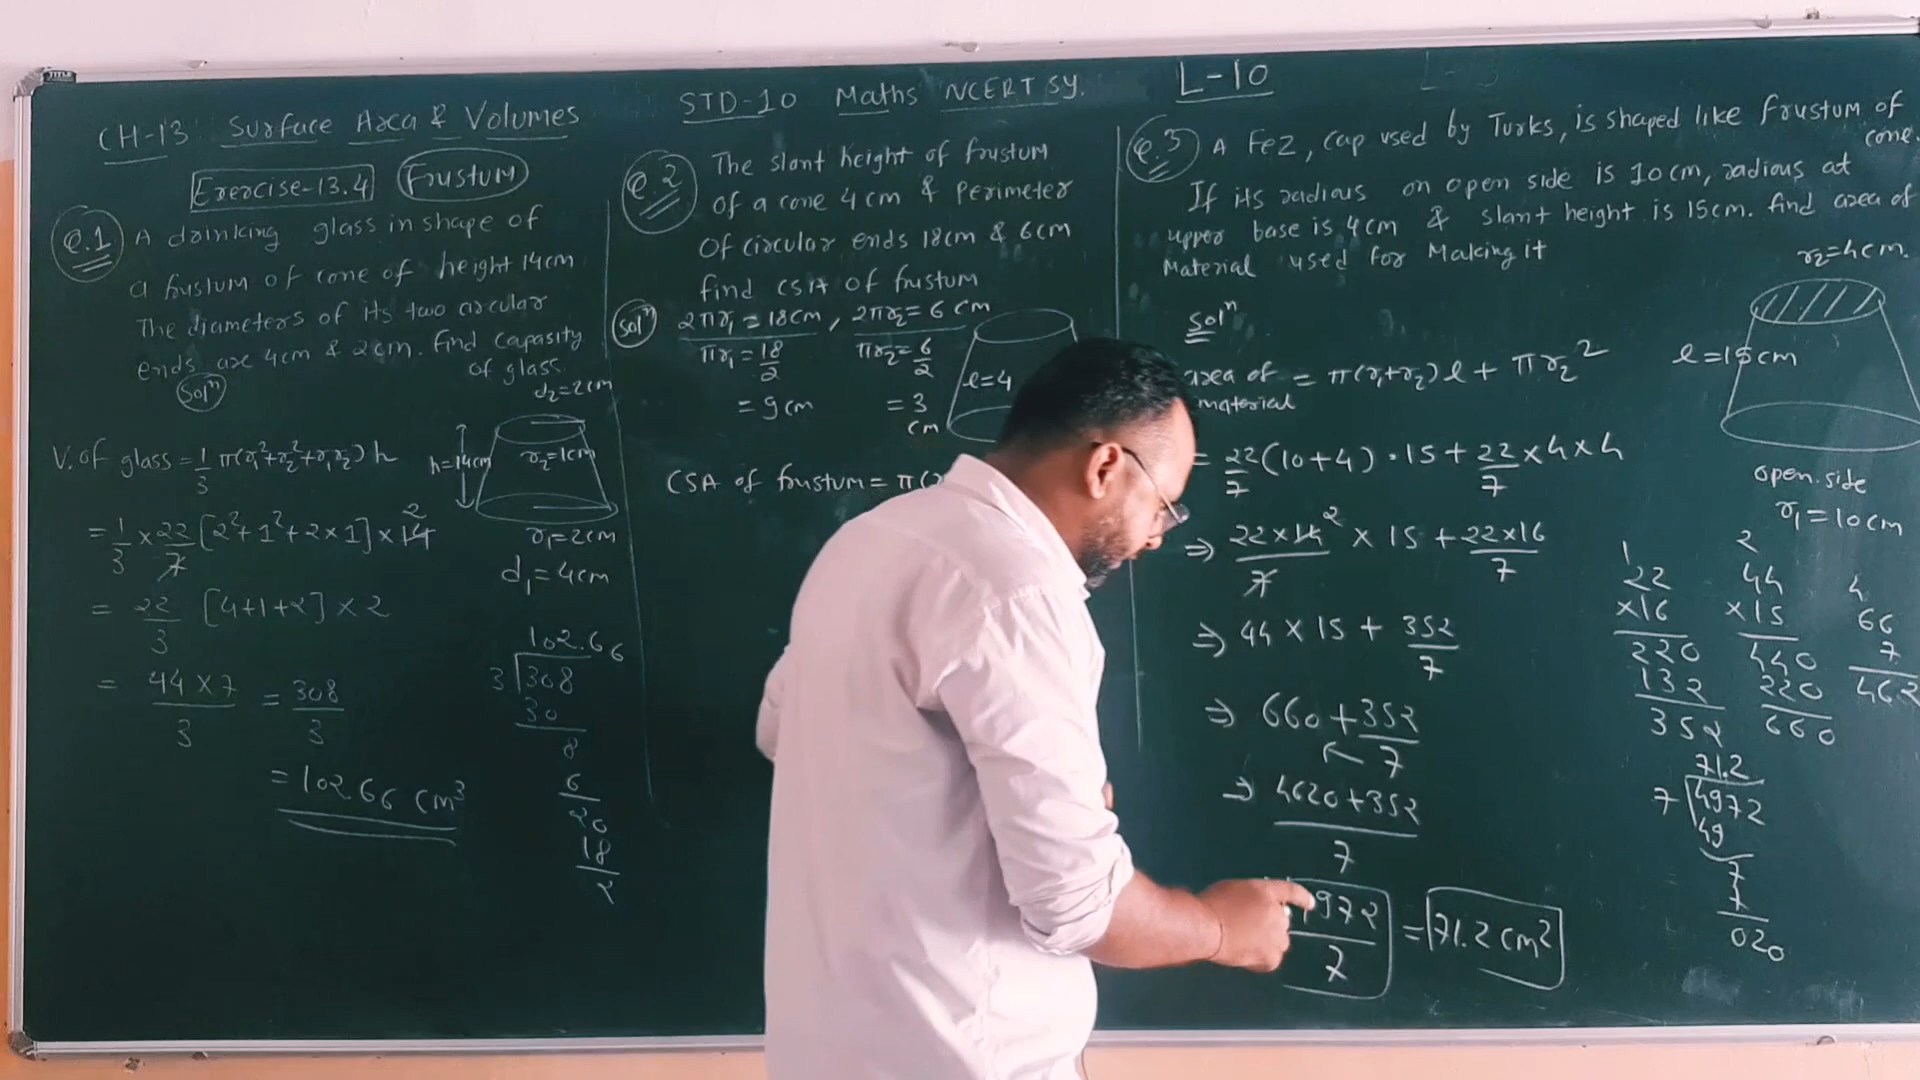 TITLE
STD-10 Maths NCERT SY. L-10
CH-13 Surface Area & Volumes
Exercise-13.4 Frustum
Q.1 A drinking glass in shape of
a frustum of cone of height 14cm
The diameters of its two circular
ends are 4cm & 2cm. find capasity
of glass.
Solⁿ
d₂=2cm
h=14cm
r₂=1cm
r₁=2cm
d₁=4cm
V. of glass = 1/3 π(r₁²+r₂²+r₁r₂)h
= 1/3 × 22/7 [2²+1²+2×1] × 14 2
= 22/3 [4+1+2] × 2
= 44×7/3 = 308/3
= 102.66 cm³
102.66
3 308
30
8
6
20
18
2
Q.2 The slant height of frustum
of a cone 4cm & Perimeter
of circular ends 18cm & 6cm
find CSA of frustum
Solⁿ 2πr₁=18cm, 2πr₂=6cm
πr₁=18/2 πr₂=6/2
=9cm =3
cm
l=4
CSA of frustum = π(
Q.3 A Fez, cap used by Turks, is shaped like frustum of
cone.
If its radious on open side is 10cm, radious at
upper base is 4cm & slant height is 15cm. find area of
Material used for Making it
Solⁿ
r₂=4cm.
l=15cm
open side
r₁=10cm
area of = π(r₁+r₂)l + πr₂²
material
= 22/7 (10+4)·15 + 22/7 ×4×4
⇒ 22×14 2/7 × 15 + 22×16/7
⇒ 44×15 + 352/7
⇒ 660+352/7
⇒ 4620+352/7
972/7 = 71.2 cm²
1
22
×16
220
132
352
2
44
×15
440
220
660
4
66
7
462
71.2
7 4972
49
7
7
020